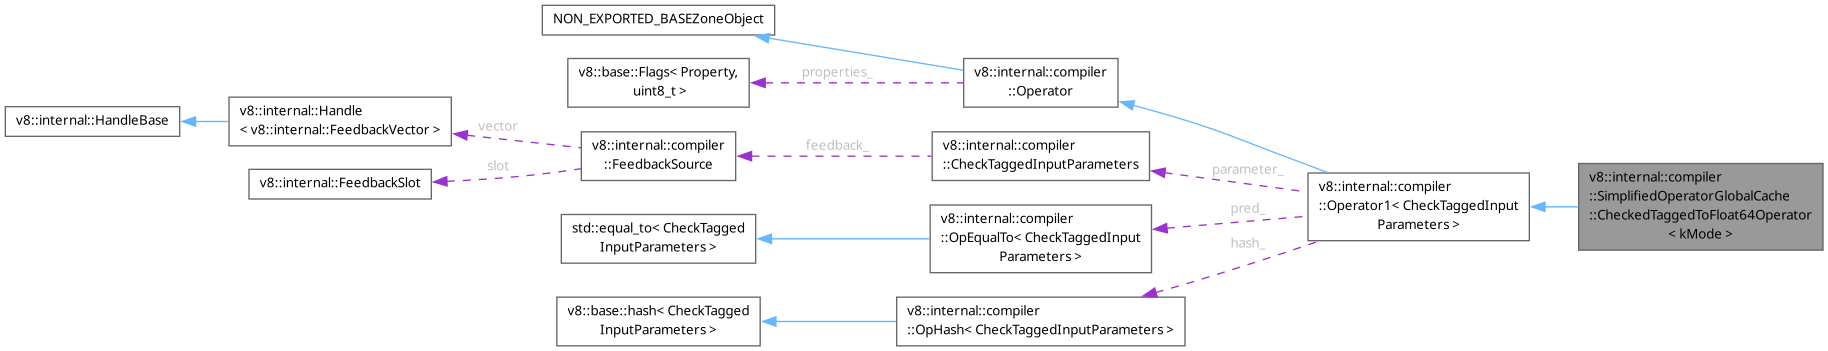 NON_EXPORTED_BASEZoneObject
v8::base::Flags< Property,
uint8_t >
properties_
v8::internal::compiler
::Operator
v8::internal::HandleBase
v8::internal::Handle
< v8::internal::FeedbackVector >
vector
slot
v8::internal::FeedbackSlot
v8::internal::compiler
::FeedbackSource
feedback_
v8::internal::compiler
::CheckTaggedInputParameters
parameter_
pred_
hash_
std::equal_to< CheckTagged
InputParameters >
v8::internal::compiler
::OpEqualTo< CheckTaggedInput
Parameters >
v8::base::hash< CheckTagged
InputParameters >
v8::internal::compiler
::OpHash< CheckTaggedInputParameters >
v8::internal::compiler
::Operator1< CheckTaggedInput
Parameters >
v8::internal::compiler
::SimplifiedOperatorGlobalCache
::CheckedTaggedToFloat64Operator
< kMode >